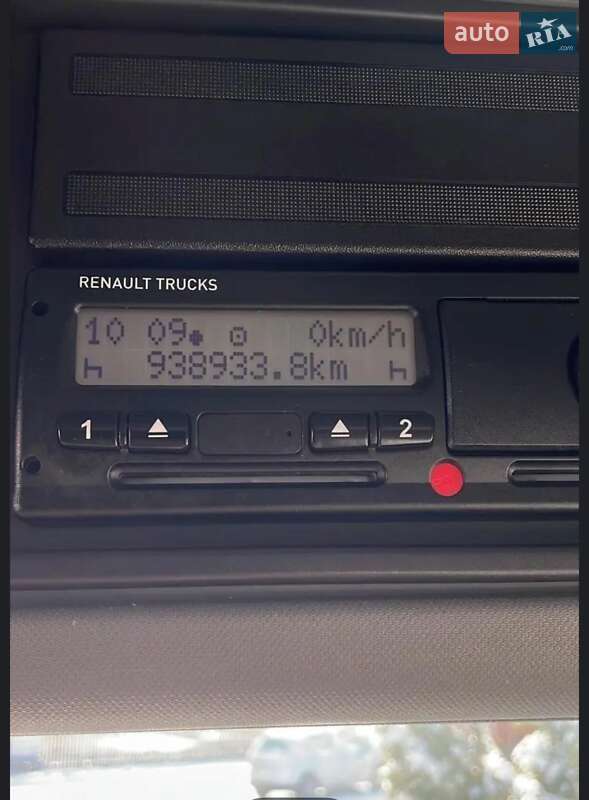 auto RIA
.com
RENAULT TRUCKS
10 09 0km/h
938933.8km
1 2